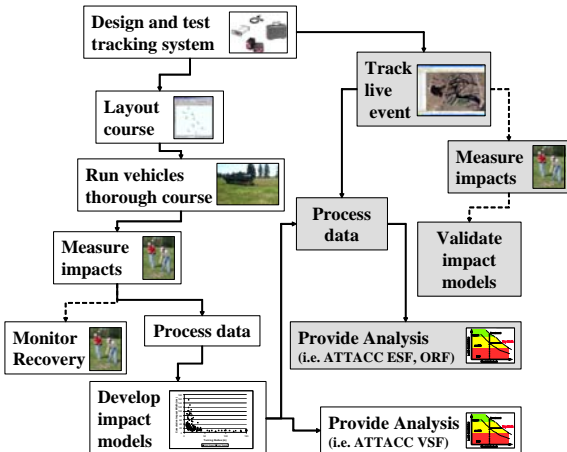 Design and test
tracking system
Track
live
event
Layout
course
Measure
impacts
Run vehicles
thorough course
Process
data
Validate
impact
models
Measure
impacts
Monitor
Recovery
Process data
Provide Analysis
(i.e. ATTACC ESF, ORF)
Develop
impact
models
Provide Analysis
(i.e. ATTACC VSF)